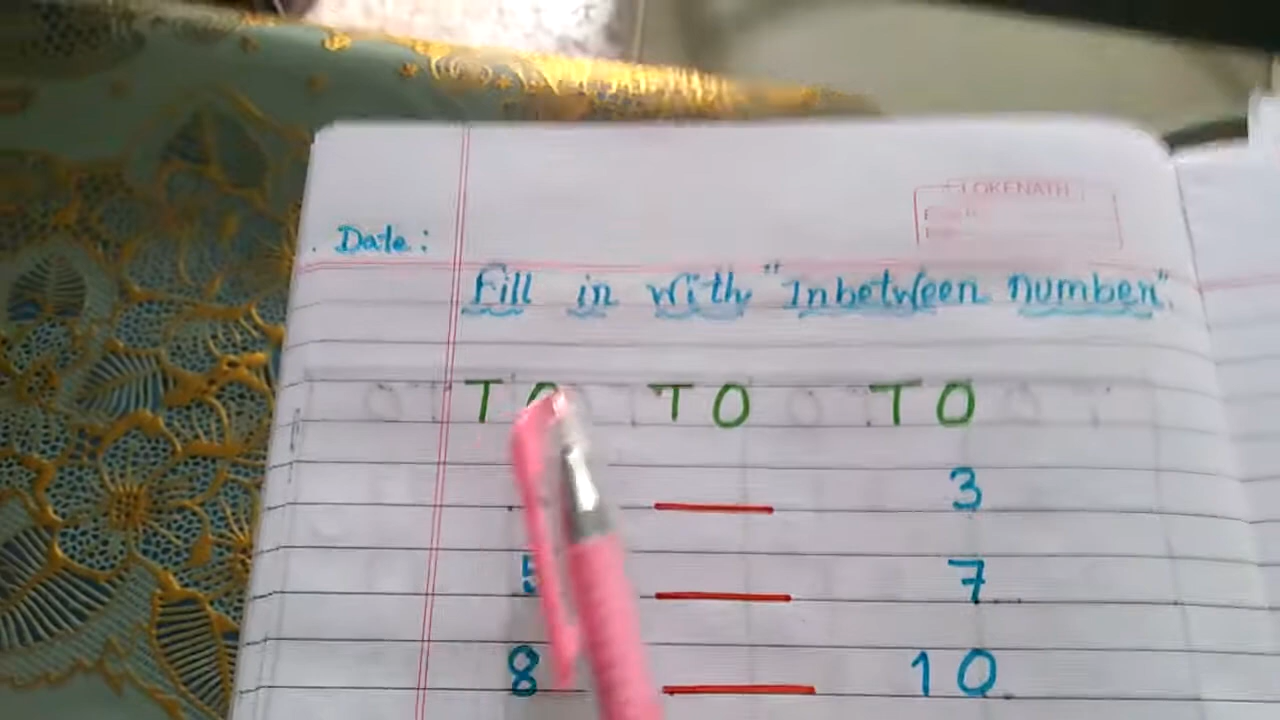 LOKENATH
Date:
Fill in with "Inbetween number"
T O T O T O
3
5 7
8 10